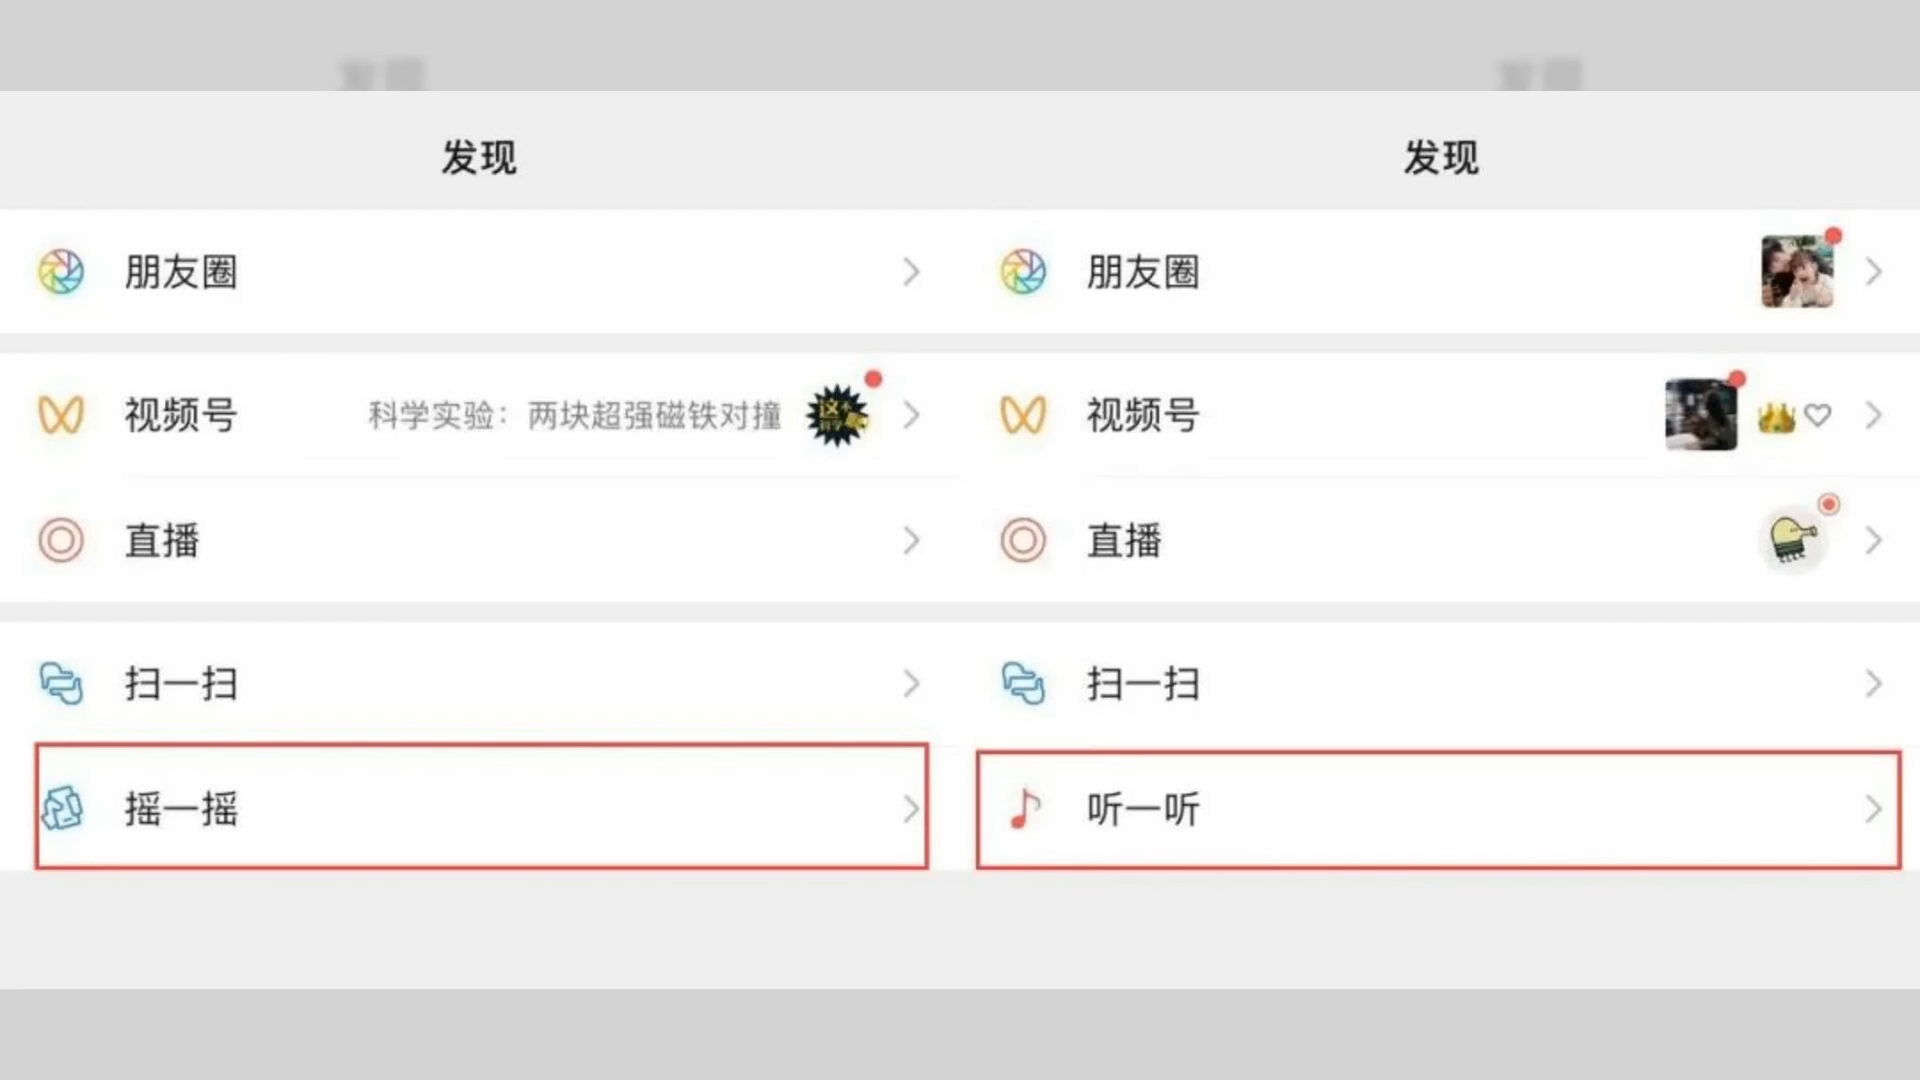 发现
朋友圈
视频号 科学实验：两块超强磁铁对撞
直播
扫一扫
摇一摇
发现
朋友圈
视频号
直播
扫一扫
听一听